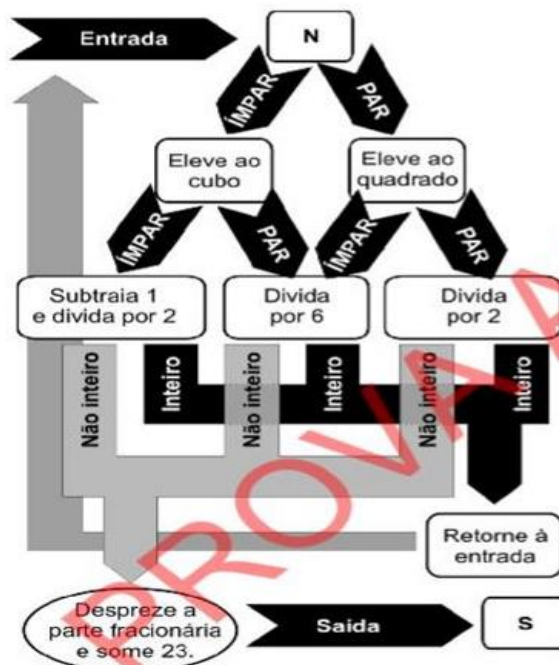 Entrada
N
ÍMPAR
PAR
Eleve ao
cubo
Eleve ao
quadrado
ÍMPAR
PAR
ÍMPAR
PAR
Subtraia 1
e divida por 2
Divida
por 6
Divida
por 2
Não inteiro
Inteiro
Não inteiro
Inteiro
Não inteiro
Inteiro
Retorne à
entrada
Despreze a
parte fracionária
e some 23.
Saída
S
PROVA